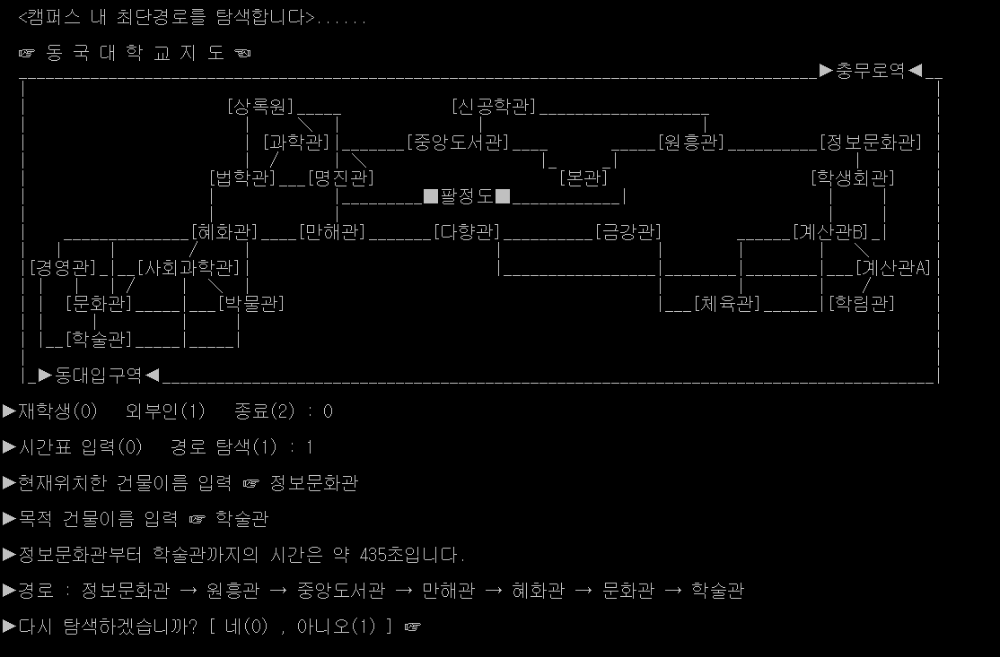 <캠퍼스 내 최단경로를 탐색합니다>......
☞ 동 국 대 학 교 지 도 ☜
▶충무로역◀
[상록원] [신공학관]
[과학관] [중앙도서관] [원흥관] [정보문화관]
[법학관] [명진관] [본관] [학생회관]
■팔정도■
[혜화관] [만해관] [다향관] [금강관] [계산관B]
[경영관] [사회과학관] [계산관A]
[문화관] [박물관] [체육관] [학림관]
[학술관]
▶동대입구역◀
▶재학생(0) 외부인(1) 종료(2) : 0
▶시간표 입력(0) 경로 탐색(1) : 1
▶현재위치한 건물이름 입력 ☞ 정보문화관
▶목적 건물이름 입력 ☞ 학술관
▶정보문화관부터 학술관까지의 시간은 약 435초입니다.
▶경로 : 정보문화관 → 원흥관 → 중앙도서관 → 만해관 → 혜화관 → 문화관 → 학술관
▶다시 탐색하겠습니까? [ 네(0) , 아니오(1) ] ☞